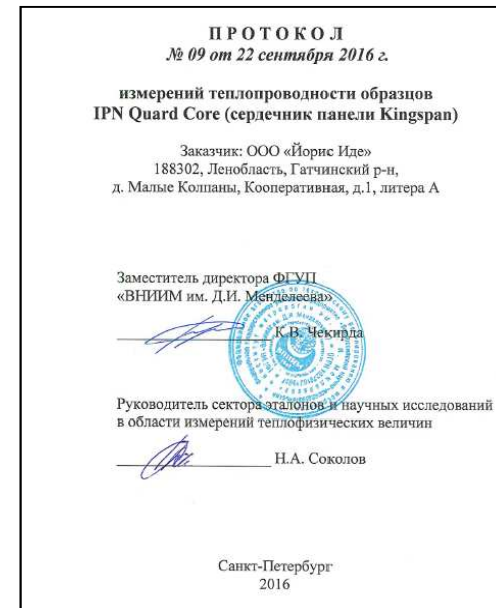 П Р О Т О К О Л
№ 09 от 22 сентября 2016 г.
измерений теплопроводности образцов
IPN Quard Core (сердечник панели Kingspan)
Заказчик: ООО «Йорис Иде»
188302, Ленобласть, Гатчинский р-н,
д. Малые Колпаны, Кооперативная, д.1, литера А
Заместитель директора ФГУП
«ВНИИМ им. Д.И. Менделеева»
К.В. Чекирда
Руководитель сектора эталонов и научных исследований
в области измерений теплофизических величин
Н.А. Соколов
Санкт-Петербург
2016